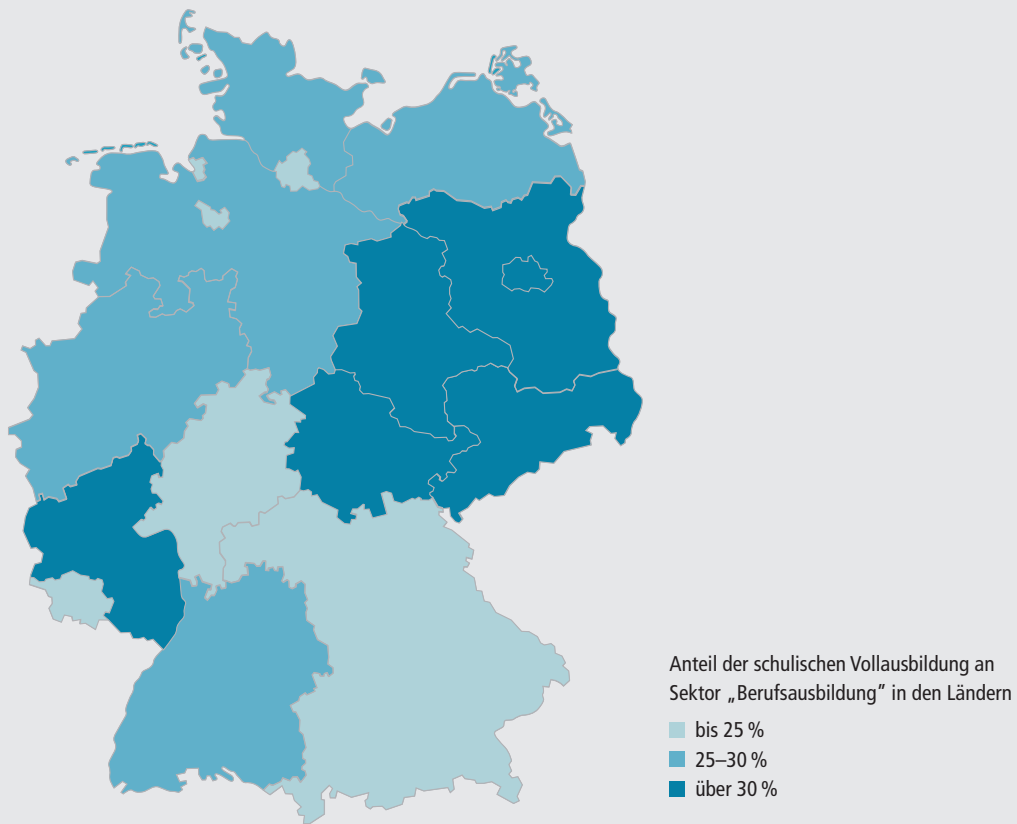 Anteil der schulischen Vollausbildung an
Sektor „Berufsausbildung” in den Ländern
bis 25 %
25–30 %
über 30 %